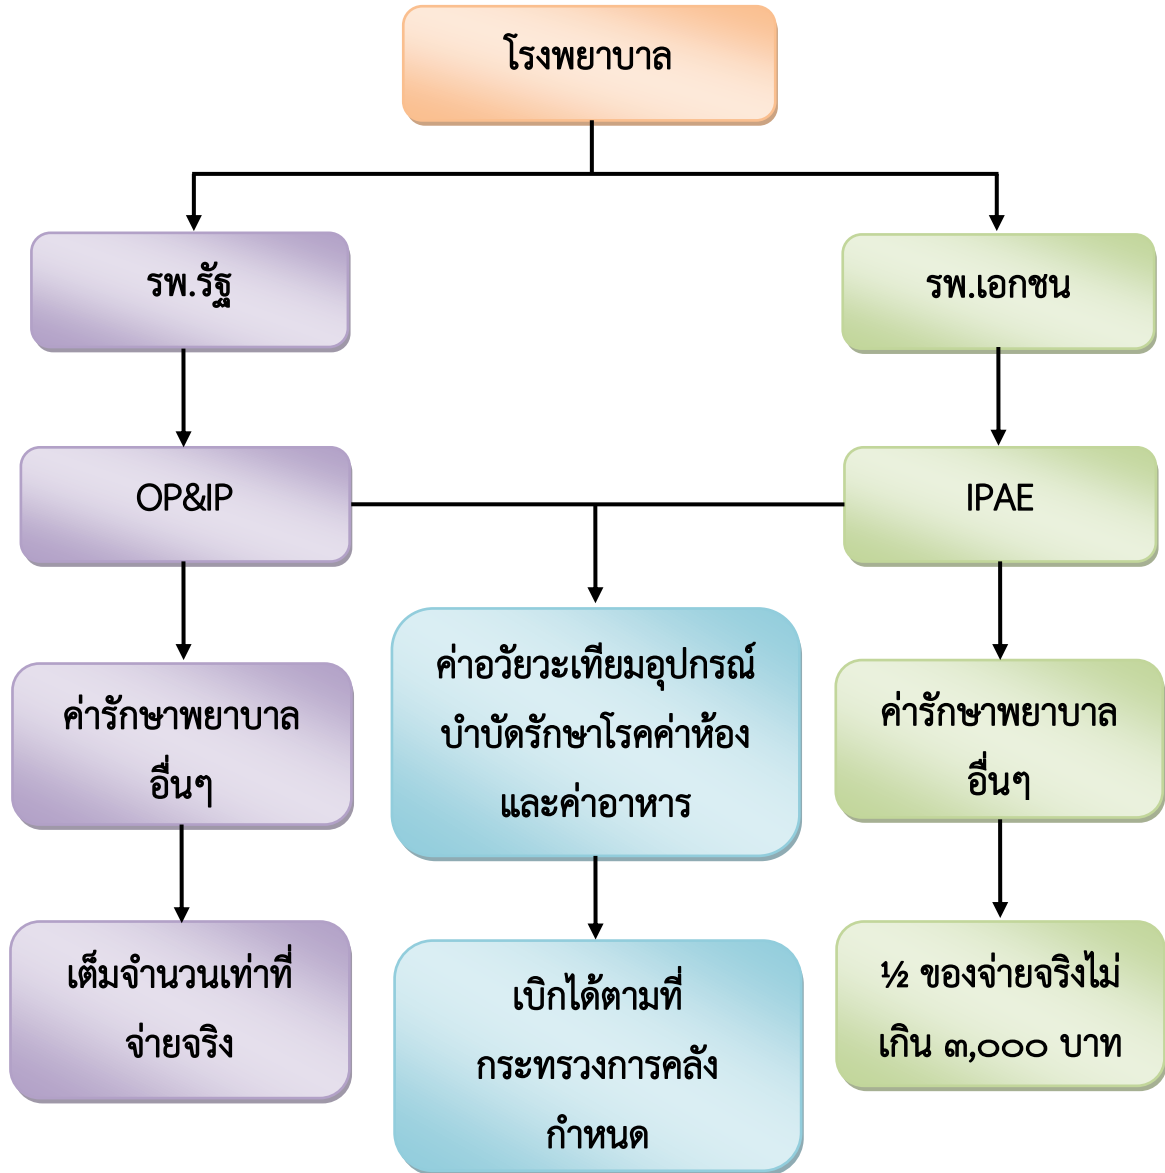 โรงพยาบาล
รพ.รัฐ
รพ.เอกชน
OP&IP
IPAE
ค่ารักษาพยาบาล
อื่นๆ
ค่าอวัยวะเทียมอุปกรณ์
บำบัดรักษาโรคค่าห้อง
และค่าอาหาร
ค่ารักษาพยาบาล
อื่นๆ
เต็มจำนวนเท่าที่
จ่ายจริง
เบิกได้ตามที่
กระทรวงการคลัง
กำหนด
½ ของจ่ายจริงไม่
เกิน ๓,๐๐๐ บาท